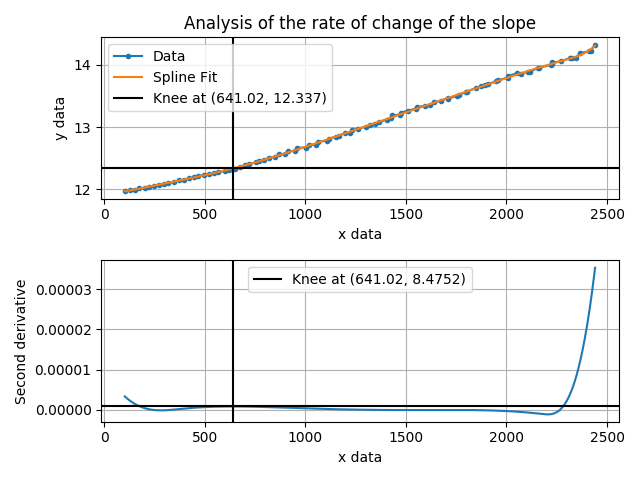 Analysis of the rate of change of the slope
Data
Spline Fit
Knee at (641.02, 12.337)
y data
14
13
12
0 500 1000 1500 2000 2500
x data
Knee at (641.02, 8.4752)
Second derivative
0.00003
0.00002
0.00001
0.00000
0 500 1000 1500 2000 2500
x data